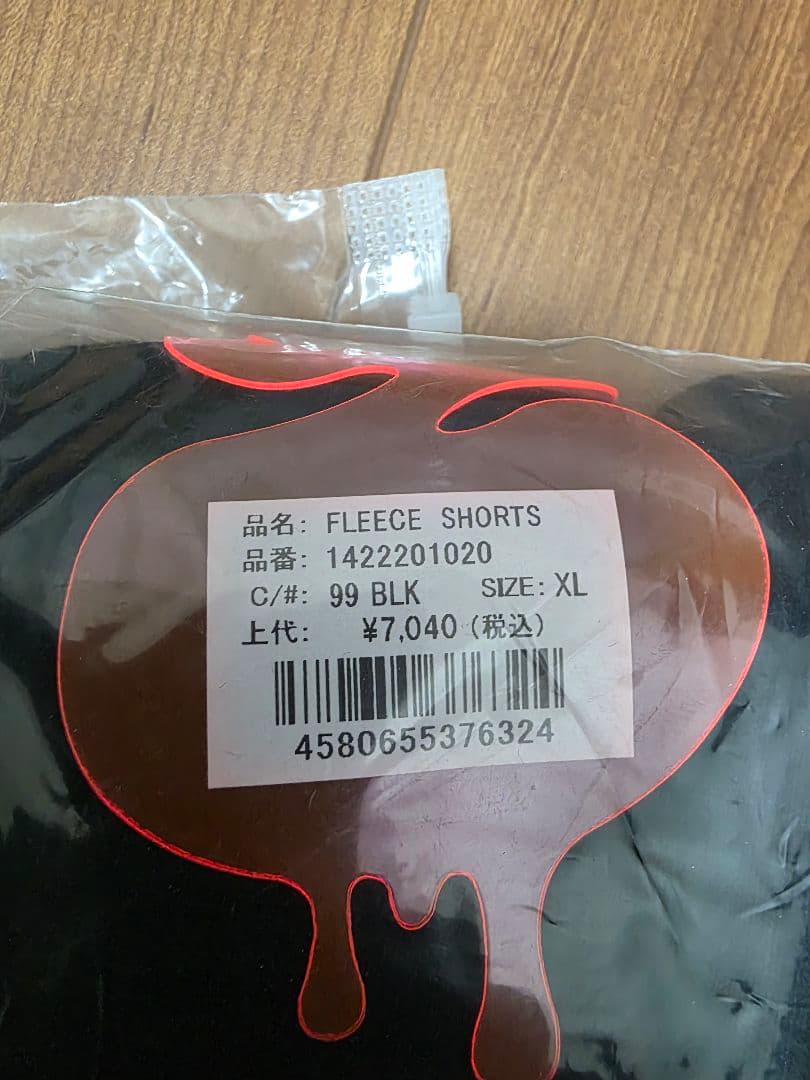 品名: FLEECE SHORTS
品番: 1422201020
C/#: 99 BLK SIZE: XL
上代: ¥7,040 (税込)
4580655376324